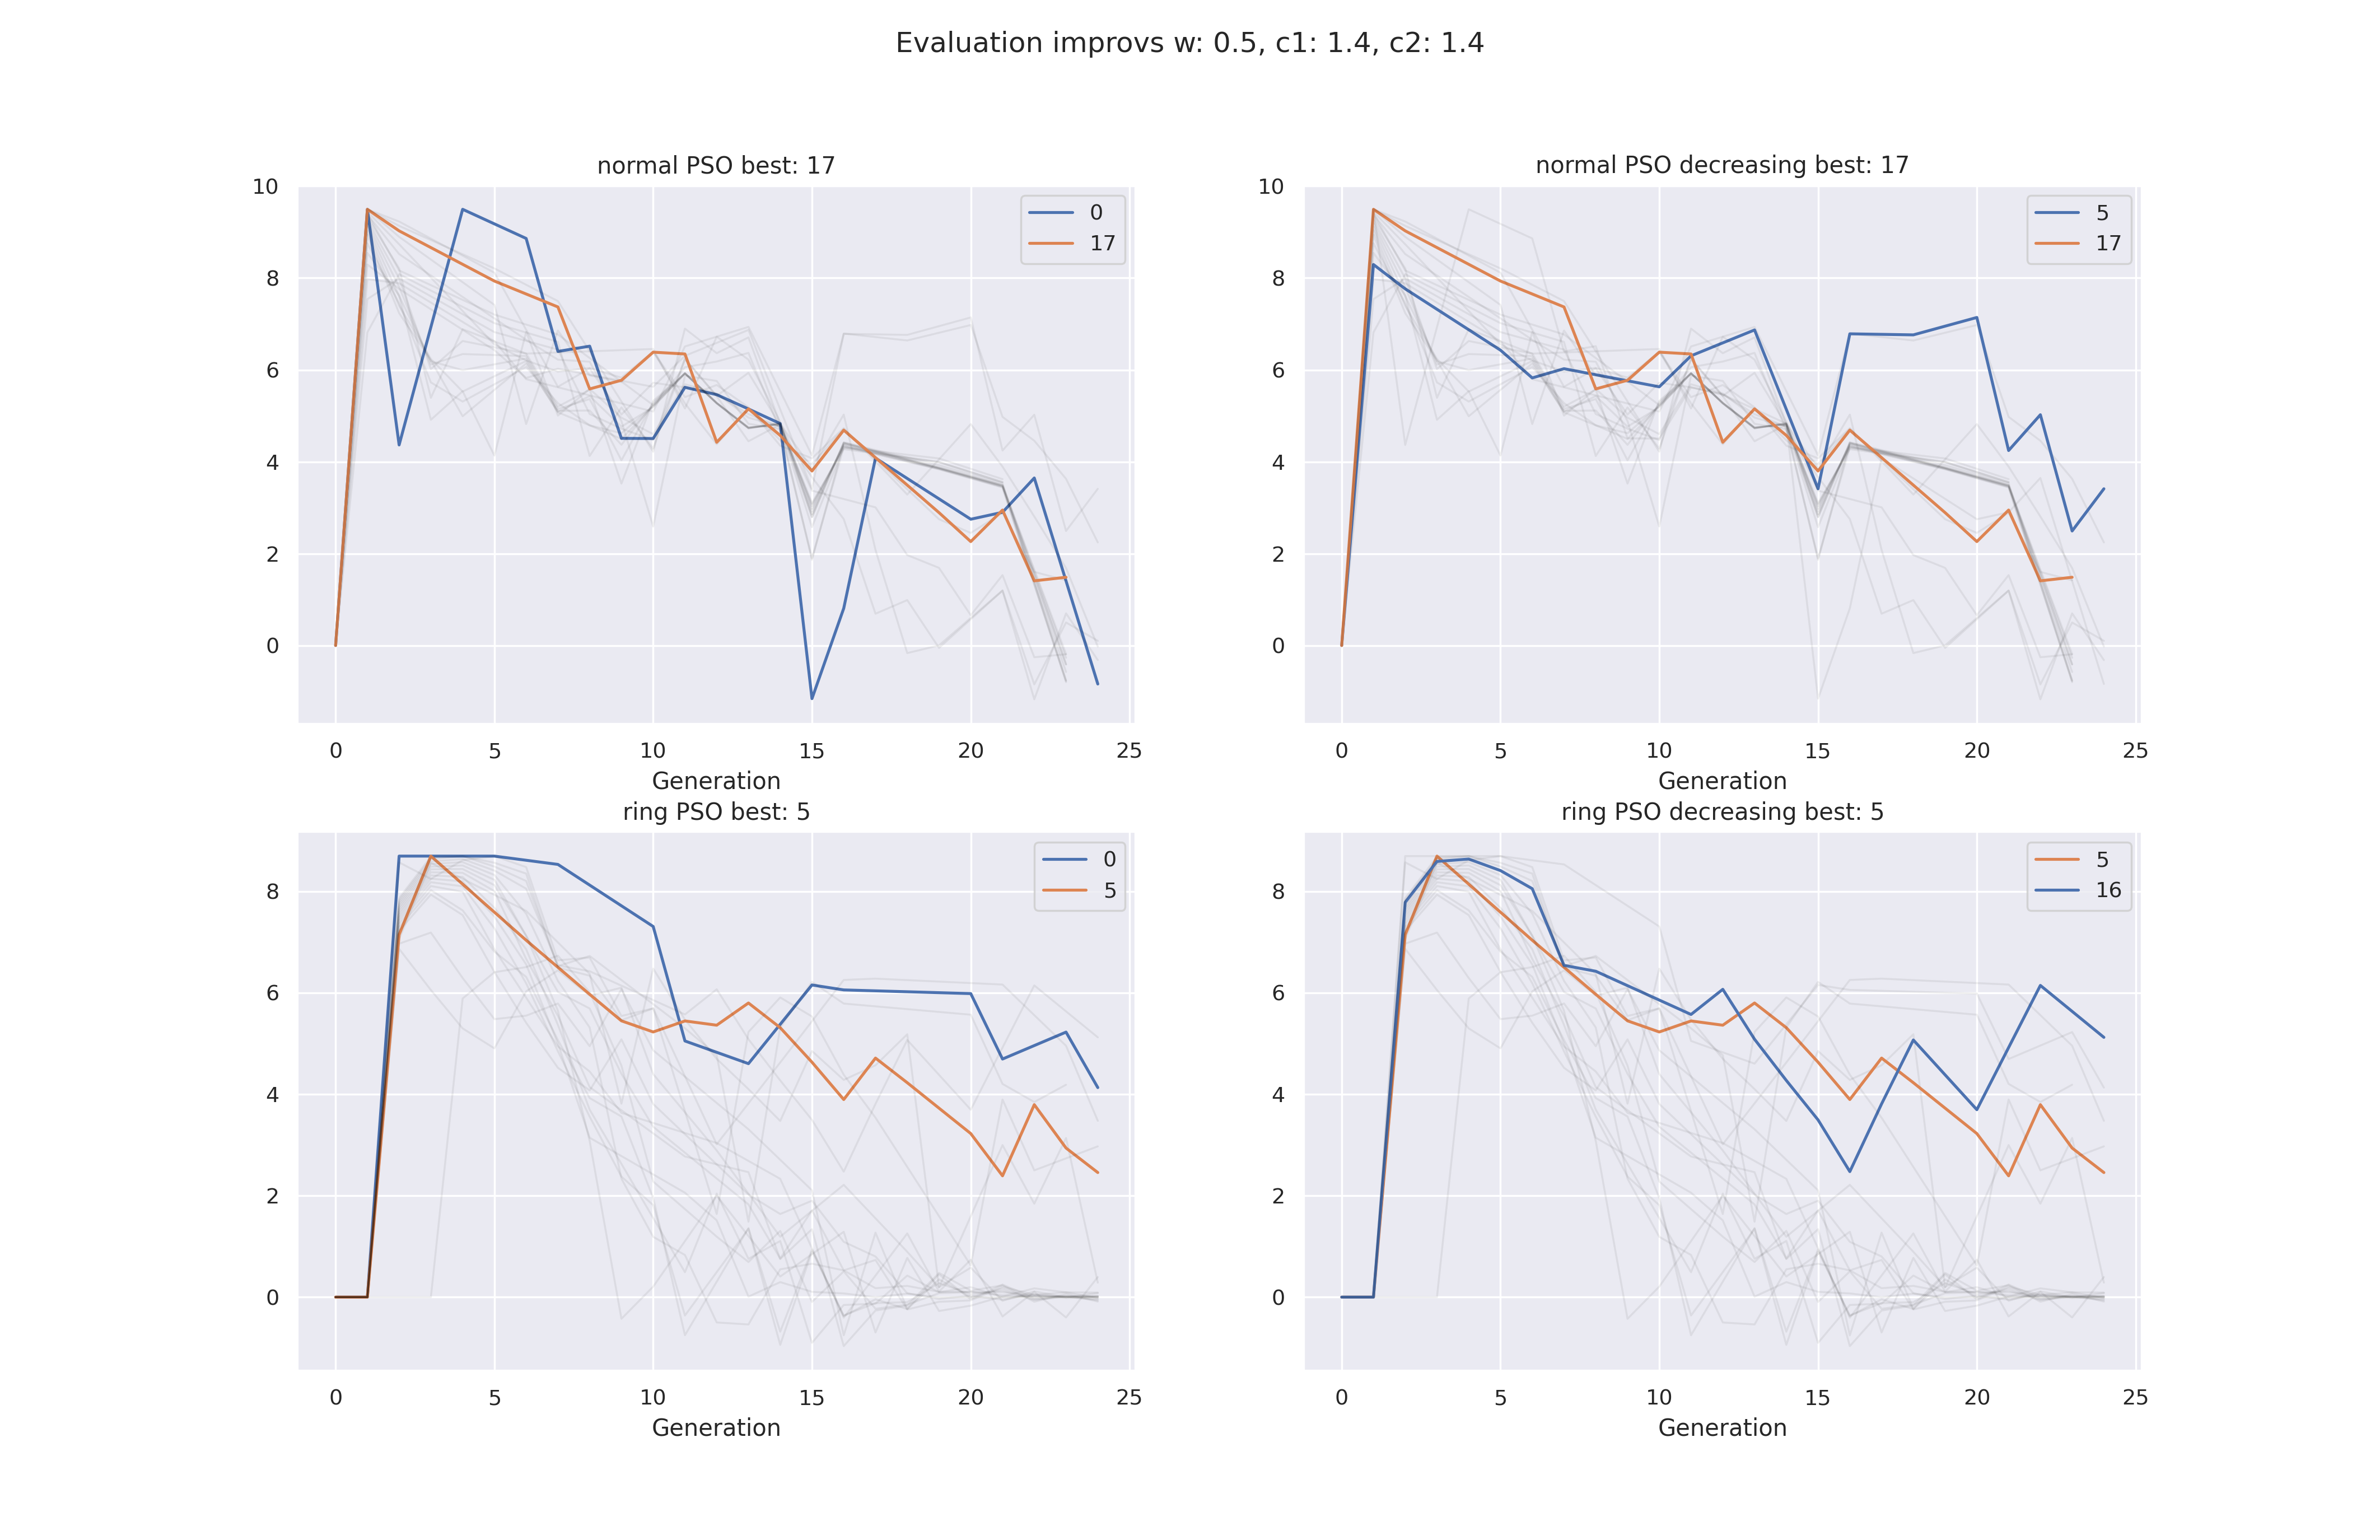 Evaluation improvs w: 0.5, c1: 1.4, c2: 1.4
normal PSO best: 17
10
8
6
4
2
0
0
17
0 5 10 15 20 25
Generation
normal PSO decreasing best: 17
10
8
6
4
2
0
5
17
0 5 10 15 20 25
Generation
ring PSO best: 5
8
6
4
2
0
0
5
0 5 10 15 20 25
Generation
ring PSO decreasing best: 5
8
6
4
2
0
5
16
0 5 10 15 20 25
Generation